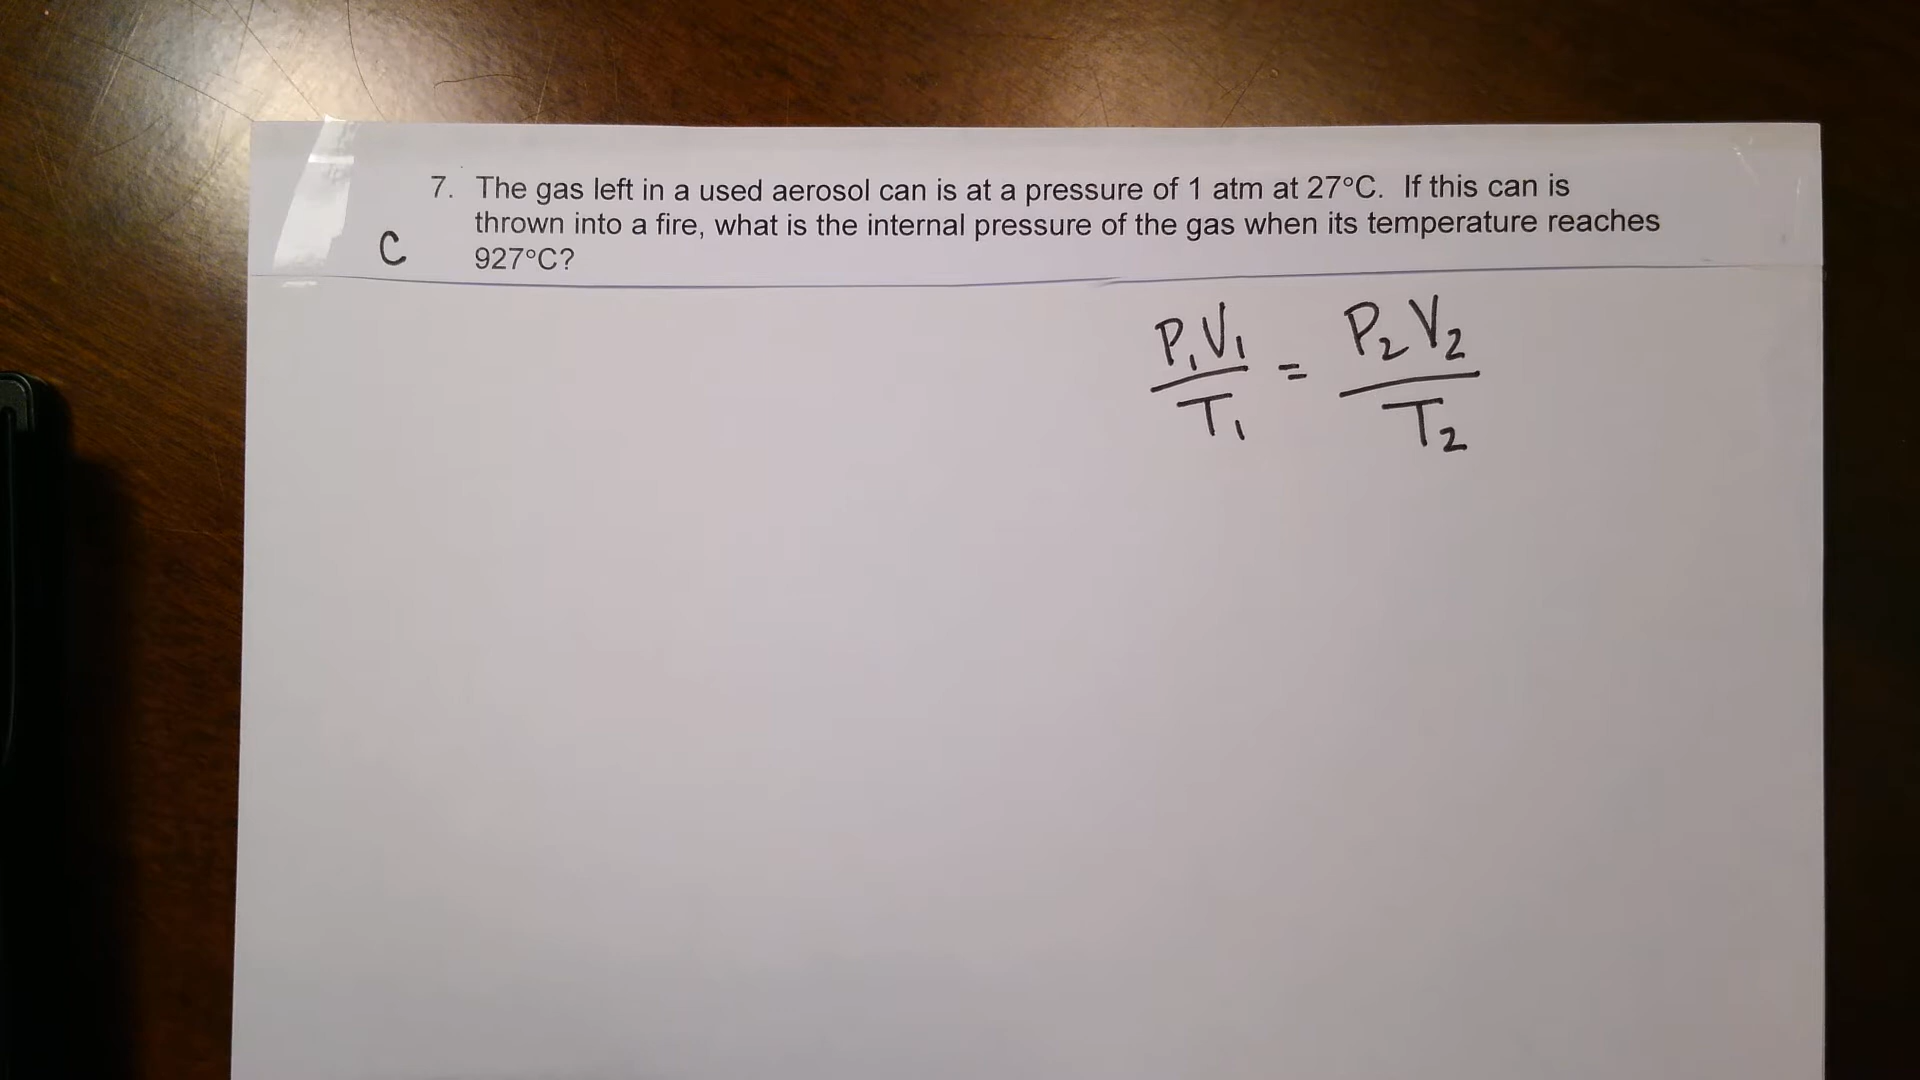 7. The gas left in a used aerosol can is at a pressure of 1 atm at 27°C. If this can is
thrown into a fire, what is the internal pressure of the gas when its temperature reaches
C 927°C?
P₁V₁ = P₂V₂
T₁ T₂